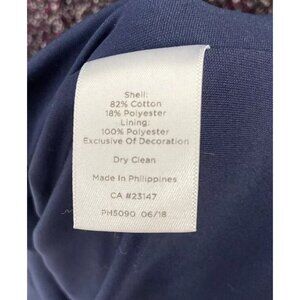 Shell:
82% Cotton
18% Polyester
Lining:
100% Polyester
Exclusive Of Decoration
Dry Clean
Made In Philippines
CA #23147
PH5090 06/18